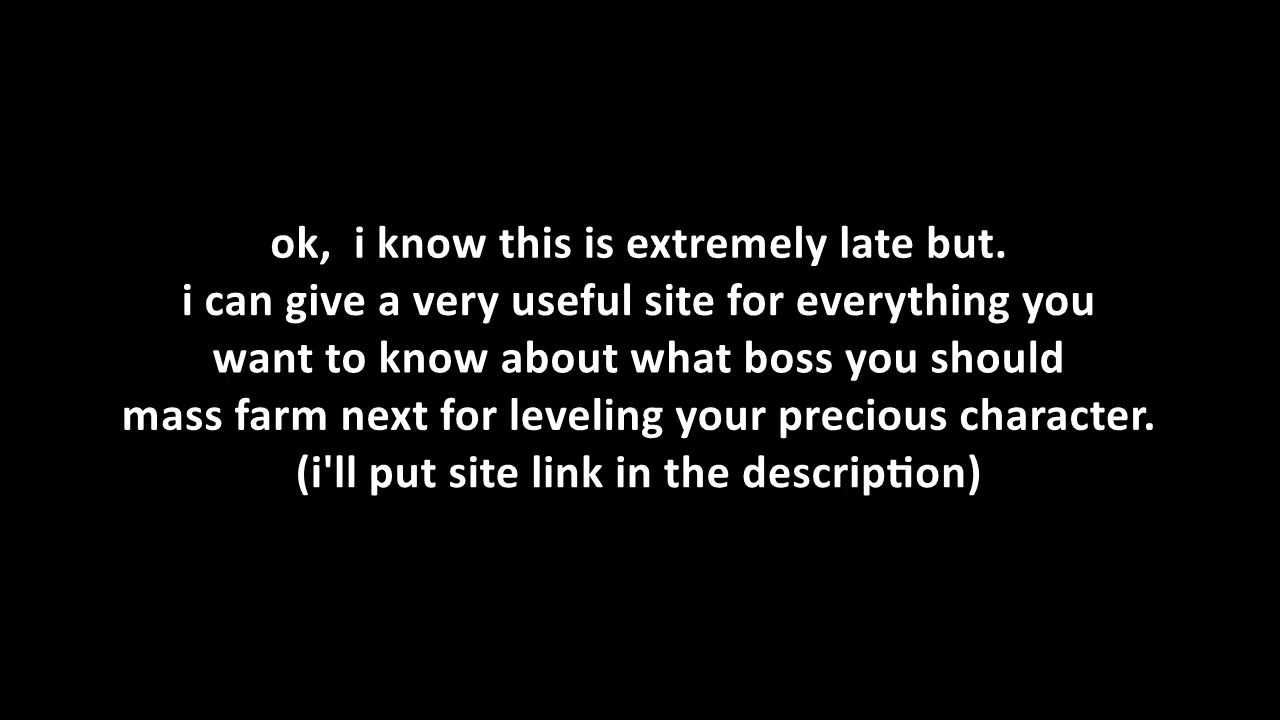 ok,  i know this is extremely late but.
i can give a very useful site for everything you
want to know about what boss you should
mass farm next for leveling your precious character.
(i'll put site link in the description)